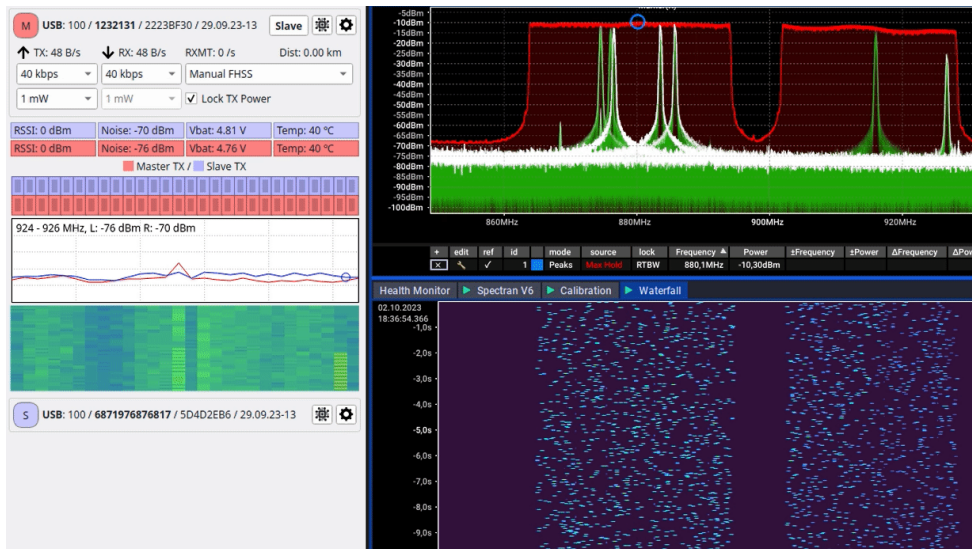 M USB: 100 / 1232131 / 2223BF30 / 29.09.23-13 Slave
TX: 48 B/s RX: 48 B/s RXMT: 0 /s Dist: 0.00 km
40 kbps 40 kbps Manual FHSS
1 mW 1 mW Lock TX Power
RSSI: 0 dBm Noise: -70 dBm Vbat: 4.81 V Temp: 40 ℃
RSSI: 0 dBm Noise: -76 dBm Vbat: 4.76 V Temp: 40 ℃
Master TX / Slave TX
924 - 926 MHz, L: -76 dBm R: -70 dBm
S USB: 100 / 6871976876817 / 5D4D2EB6 / 29.09.23-13
-5dBm
-10dBm
-15dBm
-20dBm
-25dBm
-30dBm
-35dBm
-40dBm
-45dBm
-50dBm
-55dBm
-60dBm
-65dBm
-70dBm
-75dBm
-80dBm
-85dBm
-90dBm
-95dBm
-100dBm
860MHz 880MHz 900MHz 920MHz
+ edit ref id mode source lock Frequency Power ±Frequency ±Power ΔFrequency ΔPow
1 Peaks Max Hold RTBW 880,1MHz -10,30dBm
Health Monitor Spectran V6 Calibration Waterfall
02.10.2023
18:36:54.366
-1,0s
-2,0s
-3,0s
-4,0s
-5,0s
-6,0s
-7,0s
-8,0s
-9,0s